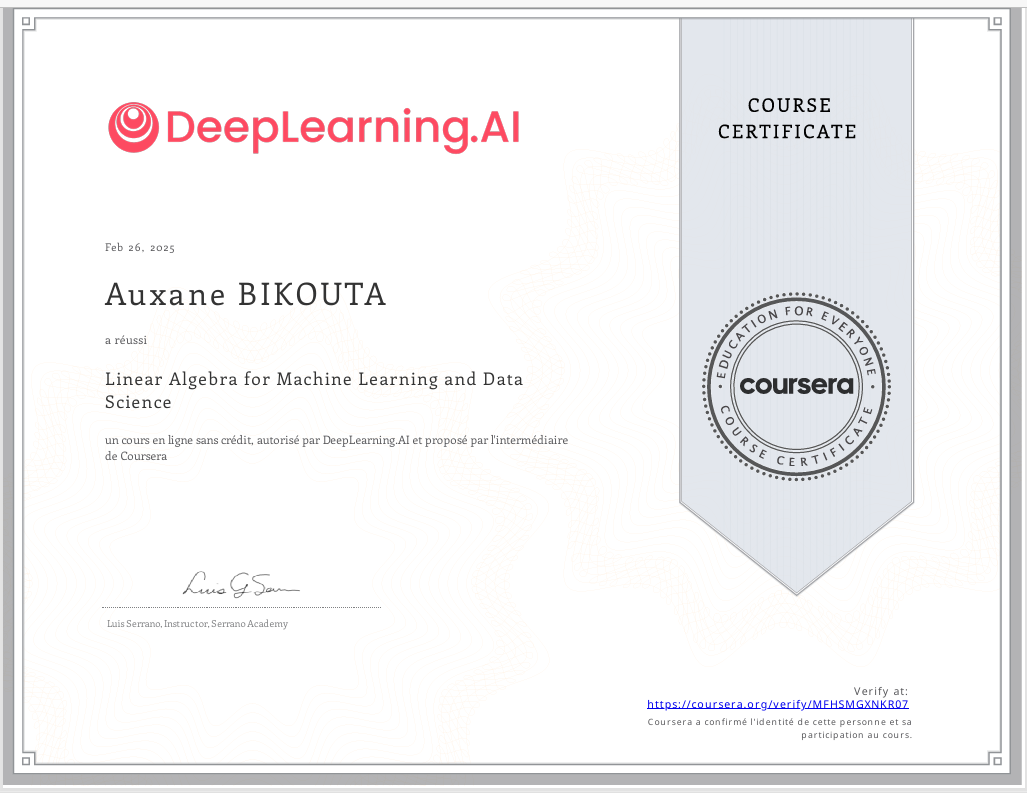 DeepLearning.AI
COURSE
CERTIFICATE
Feb 26, 2025
Auxane BIKOUTA
a réussi
Linear Algebra for Machine Learning and Data
Science
un cours en ligne sans crédit, autorisé par DeepLearning.AI et proposé par l'intermédiaire
de Coursera
EDUCATION FOR EVERYONE
coursera
COURSE CERTIFICATE
Luis Serrano, Instructor, Serrano Academy
Verify at:
https://coursera.org/verify/MFHSMGXNKR07
Coursera a confirmé l'identité de cette personne et sa
participation au cours.